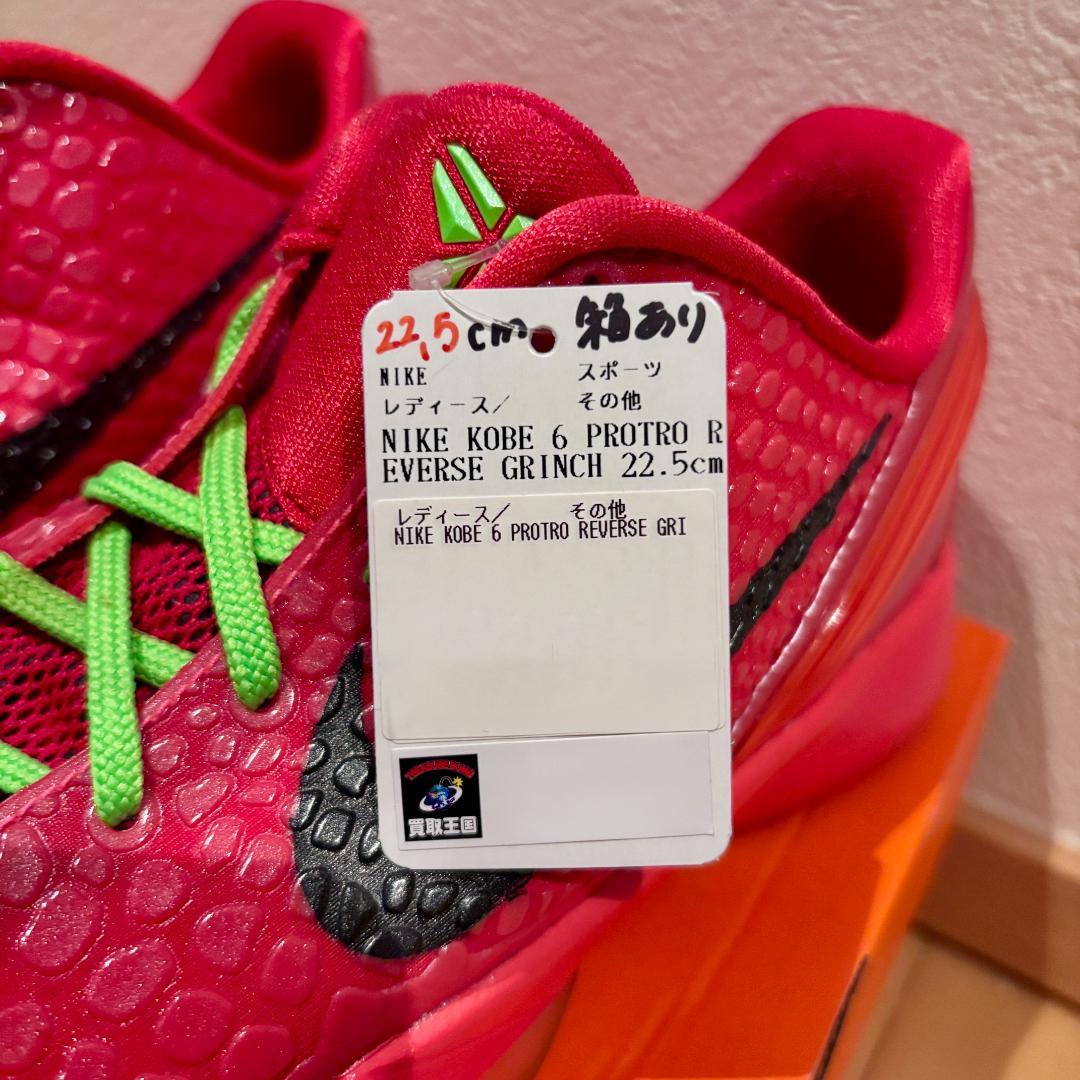 22,5cm 箱あり
NIKE スポーツ
レディース/ その他
NIKE KOBE 6 PROTRO R
EVERSE GRINCH 22.5cm
レディース/ その他
NIKE KOBE 6 PROTRO REVERSE GRI
買取王国